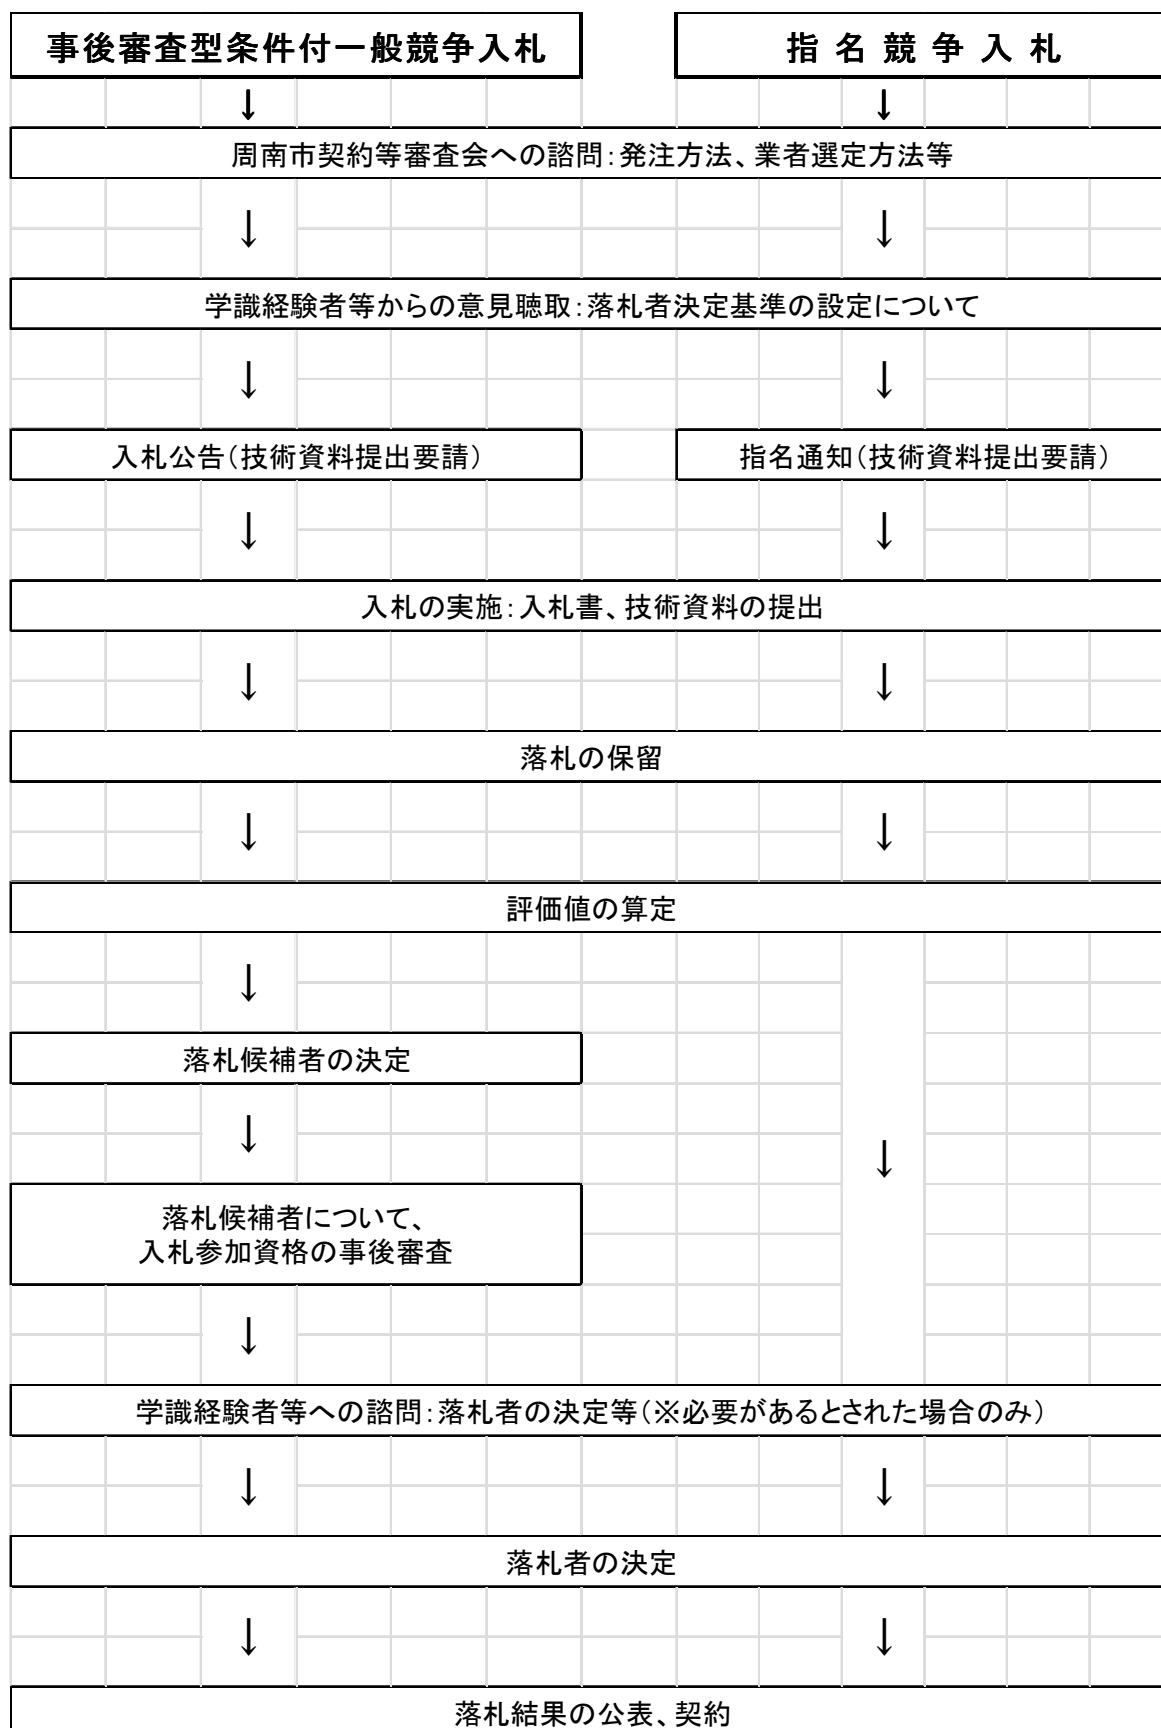 事後審査型条件付一般競争入札
指名競争入札
↓ ↓
周南市契約等審査会への諮問：発注方法、業者選定方法等
↓ ↓
学識経験者等からの意見聴取：落札者決定基準の設定について
↓ ↓
入札公告（技術資料提出要請）
指名通知（技術資料提出要請）
↓ ↓
入札の実施：入札書、技術資料の提出
↓ ↓
落札の保留
↓ ↓
評価値の算定
↓
落札候補者の決定
↓ ↓
落札候補者について、
入札参加資格の事後審査
↓
学識経験者等への諮問：落札者の決定等（※必要があるとされた場合のみ）
↓ ↓
落札者の決定
↓ ↓
落札結果の公表、契約